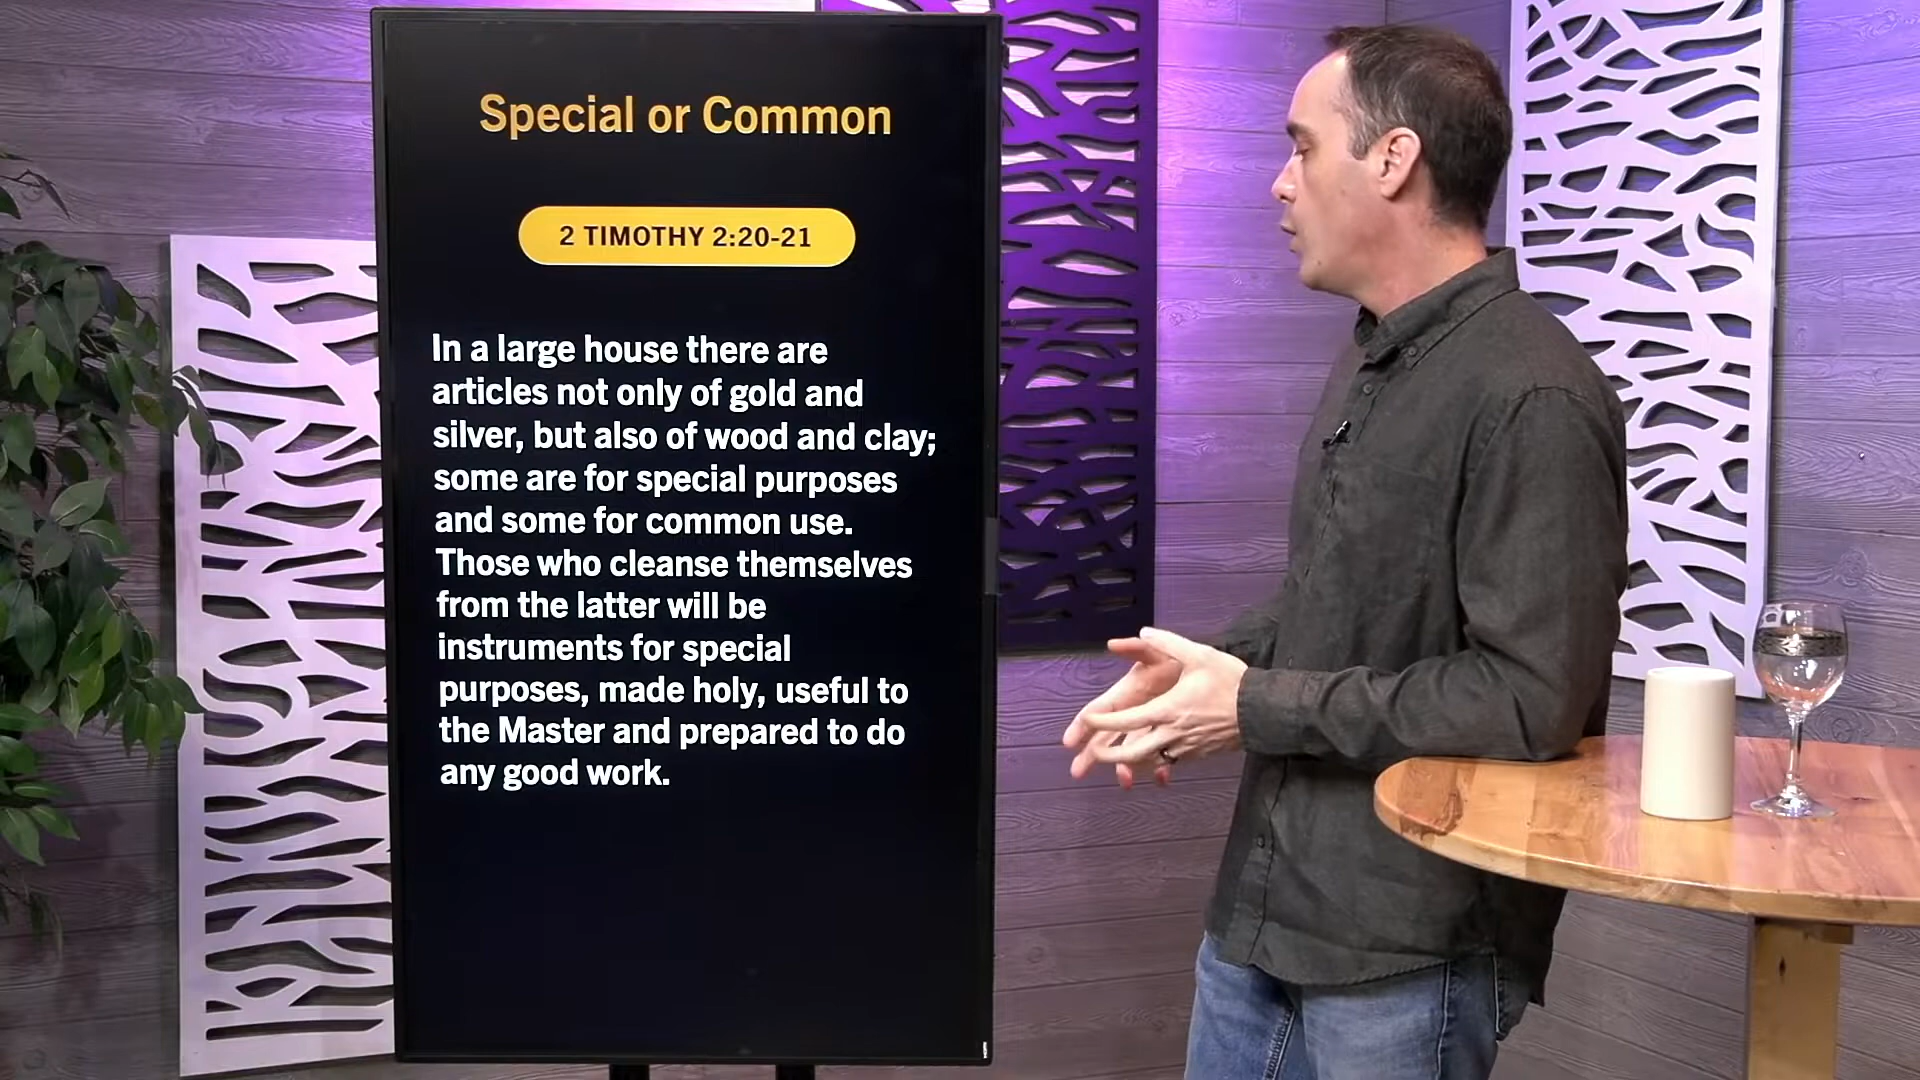 Special or Common
2 TIMOTHY 2:20-21
In a large house there are
articles not only of gold and
silver, but also of wood and clay;
some are for special purposes
and some for common use.
Those who cleanse themselves
from the latter will be
instruments for special
purposes, made holy, useful to
the Master and prepared to do
any good work.